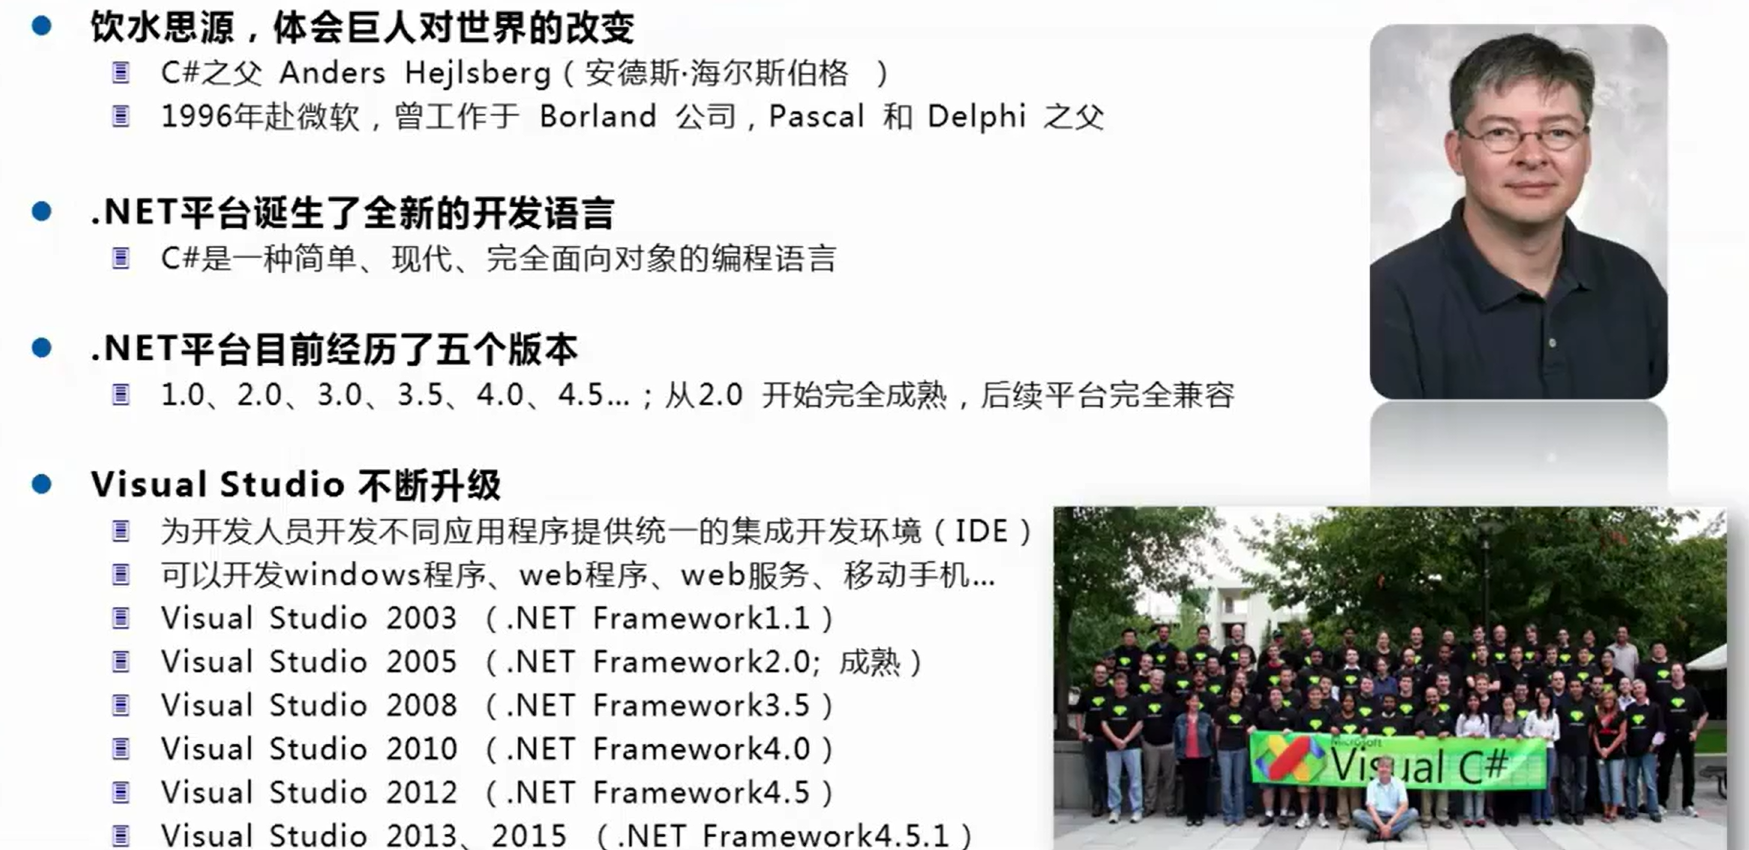 饮水思源，体会巨人对世界的改变
C#之父 Anders Hejlsberg（安德斯·海尔斯伯格 ）
1996年赴微软，曾工作于 Borland 公司，Pascal 和 Delphi 之父
.NET平台诞生了全新的开发语言
C#是一种简单、现代、完全面向对象的编程语言
.NET平台目前经历了五个版本
1.0、2.0、3.0、3.5、4.0、4.5...；从2.0 开始完全成熟，后续平台完全兼容
Visual Studio 不断升级
为开发人员开发不同应用程序提供统一的集成开发环境（IDE）
可以开发windows程序、web程序、web服务、移动手机...
Visual Studio 2003 （.NET Framework1.1）
Visual Studio 2005 （.NET Framework2.0; 成熟）
Visual Studio 2008 （.NET Framework3.5）
Visual Studio 2010 （.NET Framework4.0）
Visual Studio 2012 （.NET Framework4.5）
Visual Studio 2013、2015 （.NET Framework4.5.1）
Microsoft
Visual C#